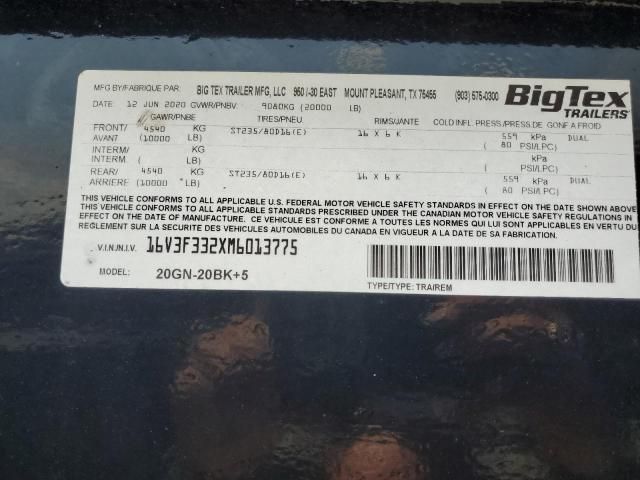 MFG BY/FABRIQUE PAR: BIG TEX TRAILER MFG, LLC 950 I-30 EAST MOUNT PLEASANT, TX 75455 (903) 575-0300
BigTex
TRAILERS
DATE: 12 JUN 2020 GVWR/PNBV: 9080KG (20000 LB)
GAWR/PNBE TIRES/PNEU. RIMS/JANTE COLD INFL. PRESS./PRESS.DE GONF A FROID
FRONT/ 4540 KG ST235/80D16(E) 16 X 6 K 559 kPa DUAL
AVANT (10000 LB) ( 80 PSI/LPC)
INTERM/ KG kPa
INTERM. ( LB) ( PSI/LPC)
REAR/ 4540 KG ST235/80D16(E) 16 X 6 K 559 kPa DUAL
ARRIERE (10000 LB) ( 80 PSI/LPC)
THIS VEHICLE CONFORMS TO ALL APPLICABLE U.S. FEDERAL MOTOR VEHICLE SAFETY STANDARDS IN EFFECT ON THE
DATE OF MANUFACTURE. THIS VEHICLE CONFORMS TO ALL APPLICABLE STANDARDS PRESCRIBED UNDER THE CANADIAN MOTOR VEHICLE SAFETY REGULATIONS IN
EFFECT ON THE DATE OF MANUFACTURE. CE VEHICULE EST CONFORME A TOUTES LES NORMES QUI LUI SONT APPLICABLES EN VERTU DU
REGLEMENT SUR LA SECURITE DES VEHICULES AUTOMOBILES DU CANADA EN VIGUEUR A LA DATE DE SA FABRICATION.
V.I.N./N.I.V. 16V3F332XM6013775
MODEL: 20GN-20BK+5
TYPE/TYPE: TRA/REM